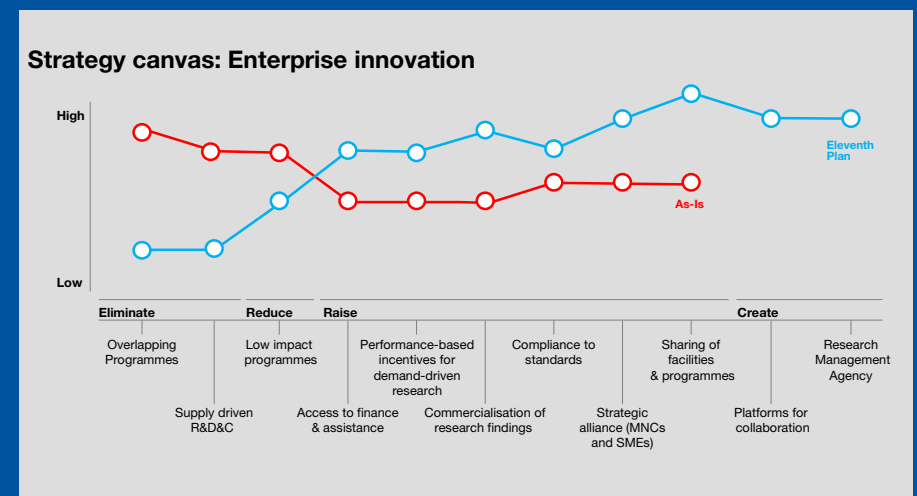 Strategy canvas: Enterprise innovation
High
Eleventh
Plan
As-Is
Low
Eliminate
Reduce
Raise
Create
Overlapping
Programmes
Supply driven
R&D&C
Low impact
programmes
Access to finance
& assistance
Performance-based
incentives for
demand-driven
research
Commercialisation of
research findings
Compliance to
standards
Strategic
alliance (MNCs
and SMEs)
Sharing of
facilities
& programmes
Platforms for
collaboration
Research
Management
Agency